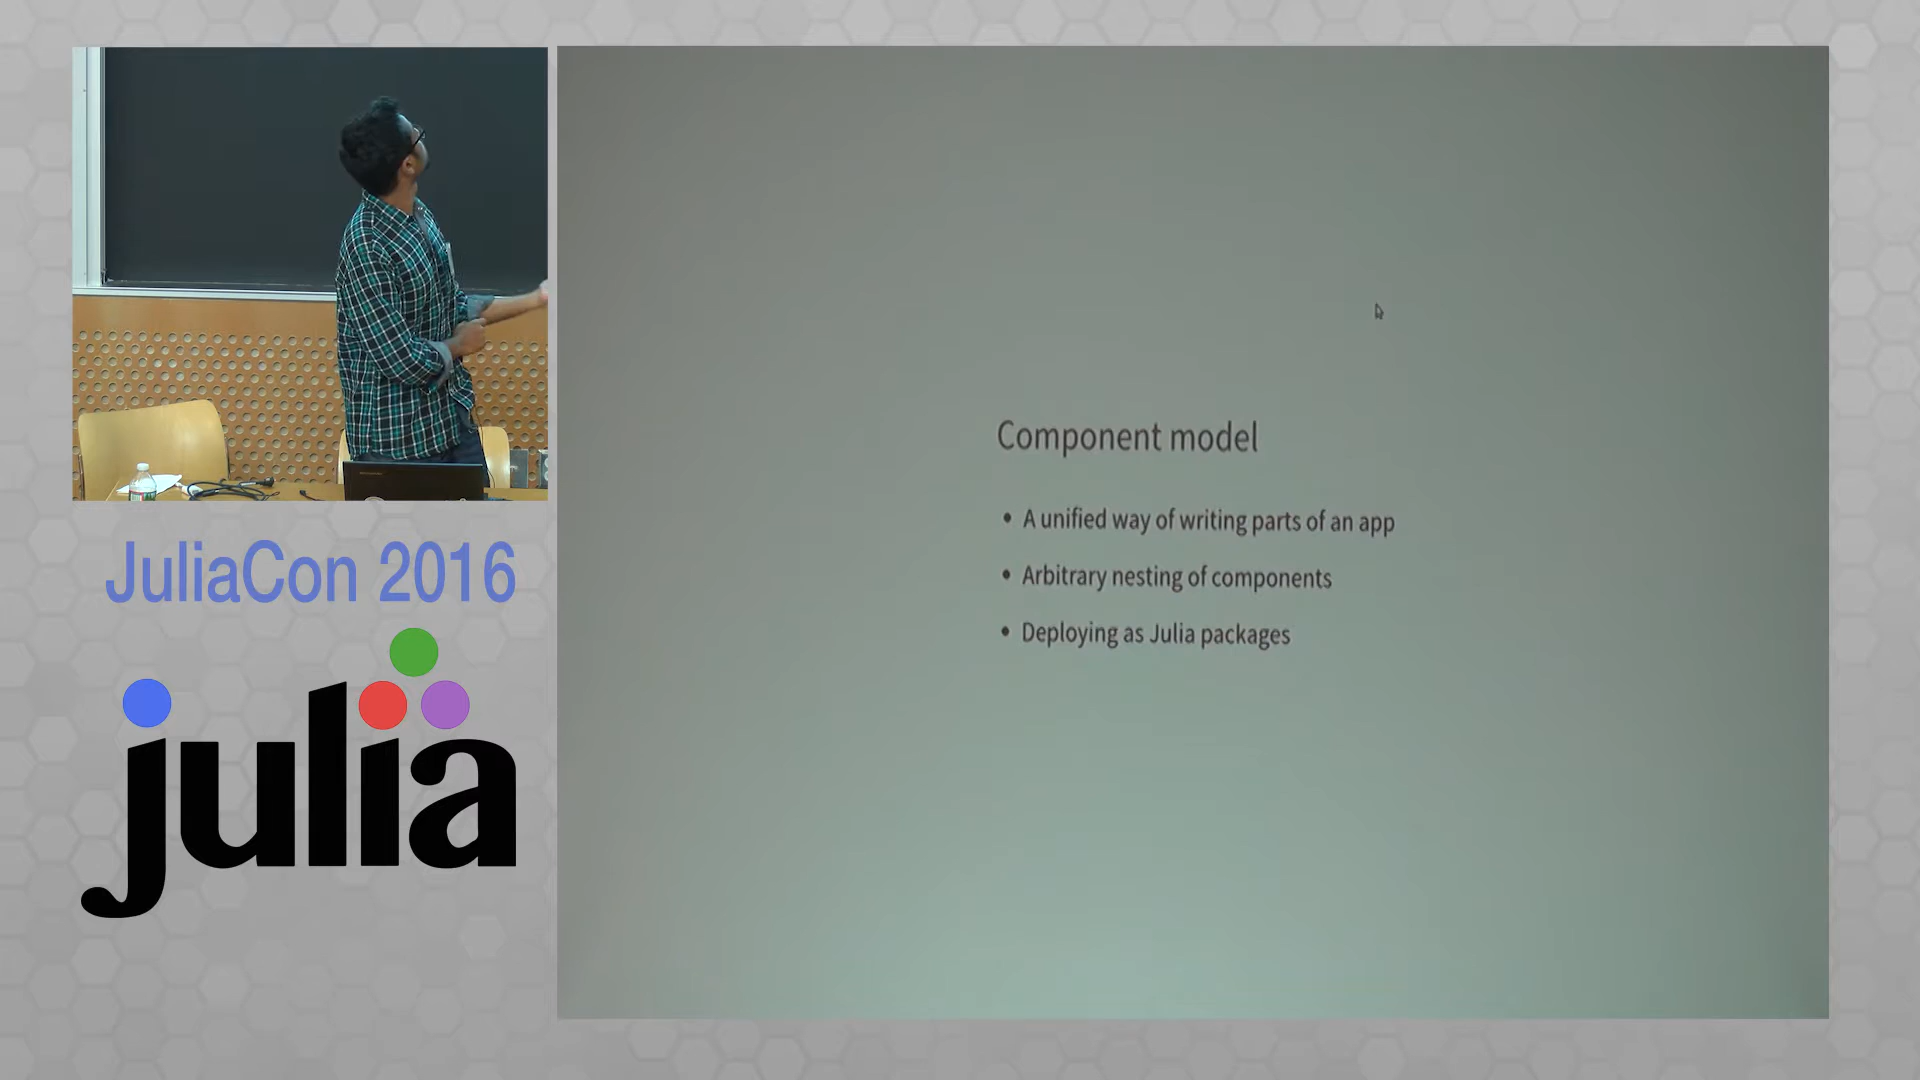 JuliaCon 2016
julia
Component model
• A unified way of writing parts of an app
• Arbitrary nesting of components
• Deploying as Julia packages